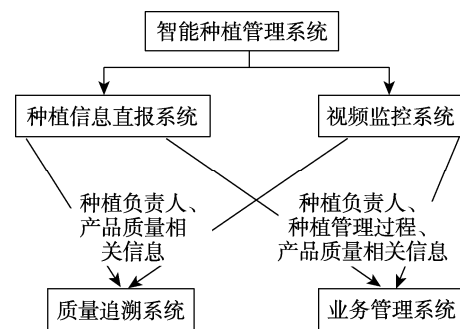 智能种植管理系统
种植信息直报系统
视频监控系统
种植负责人、
产品质量相
关信息
种植负责人、
种植管理过程、
产品质量相关信息
质量追溯系统
业务管理系统